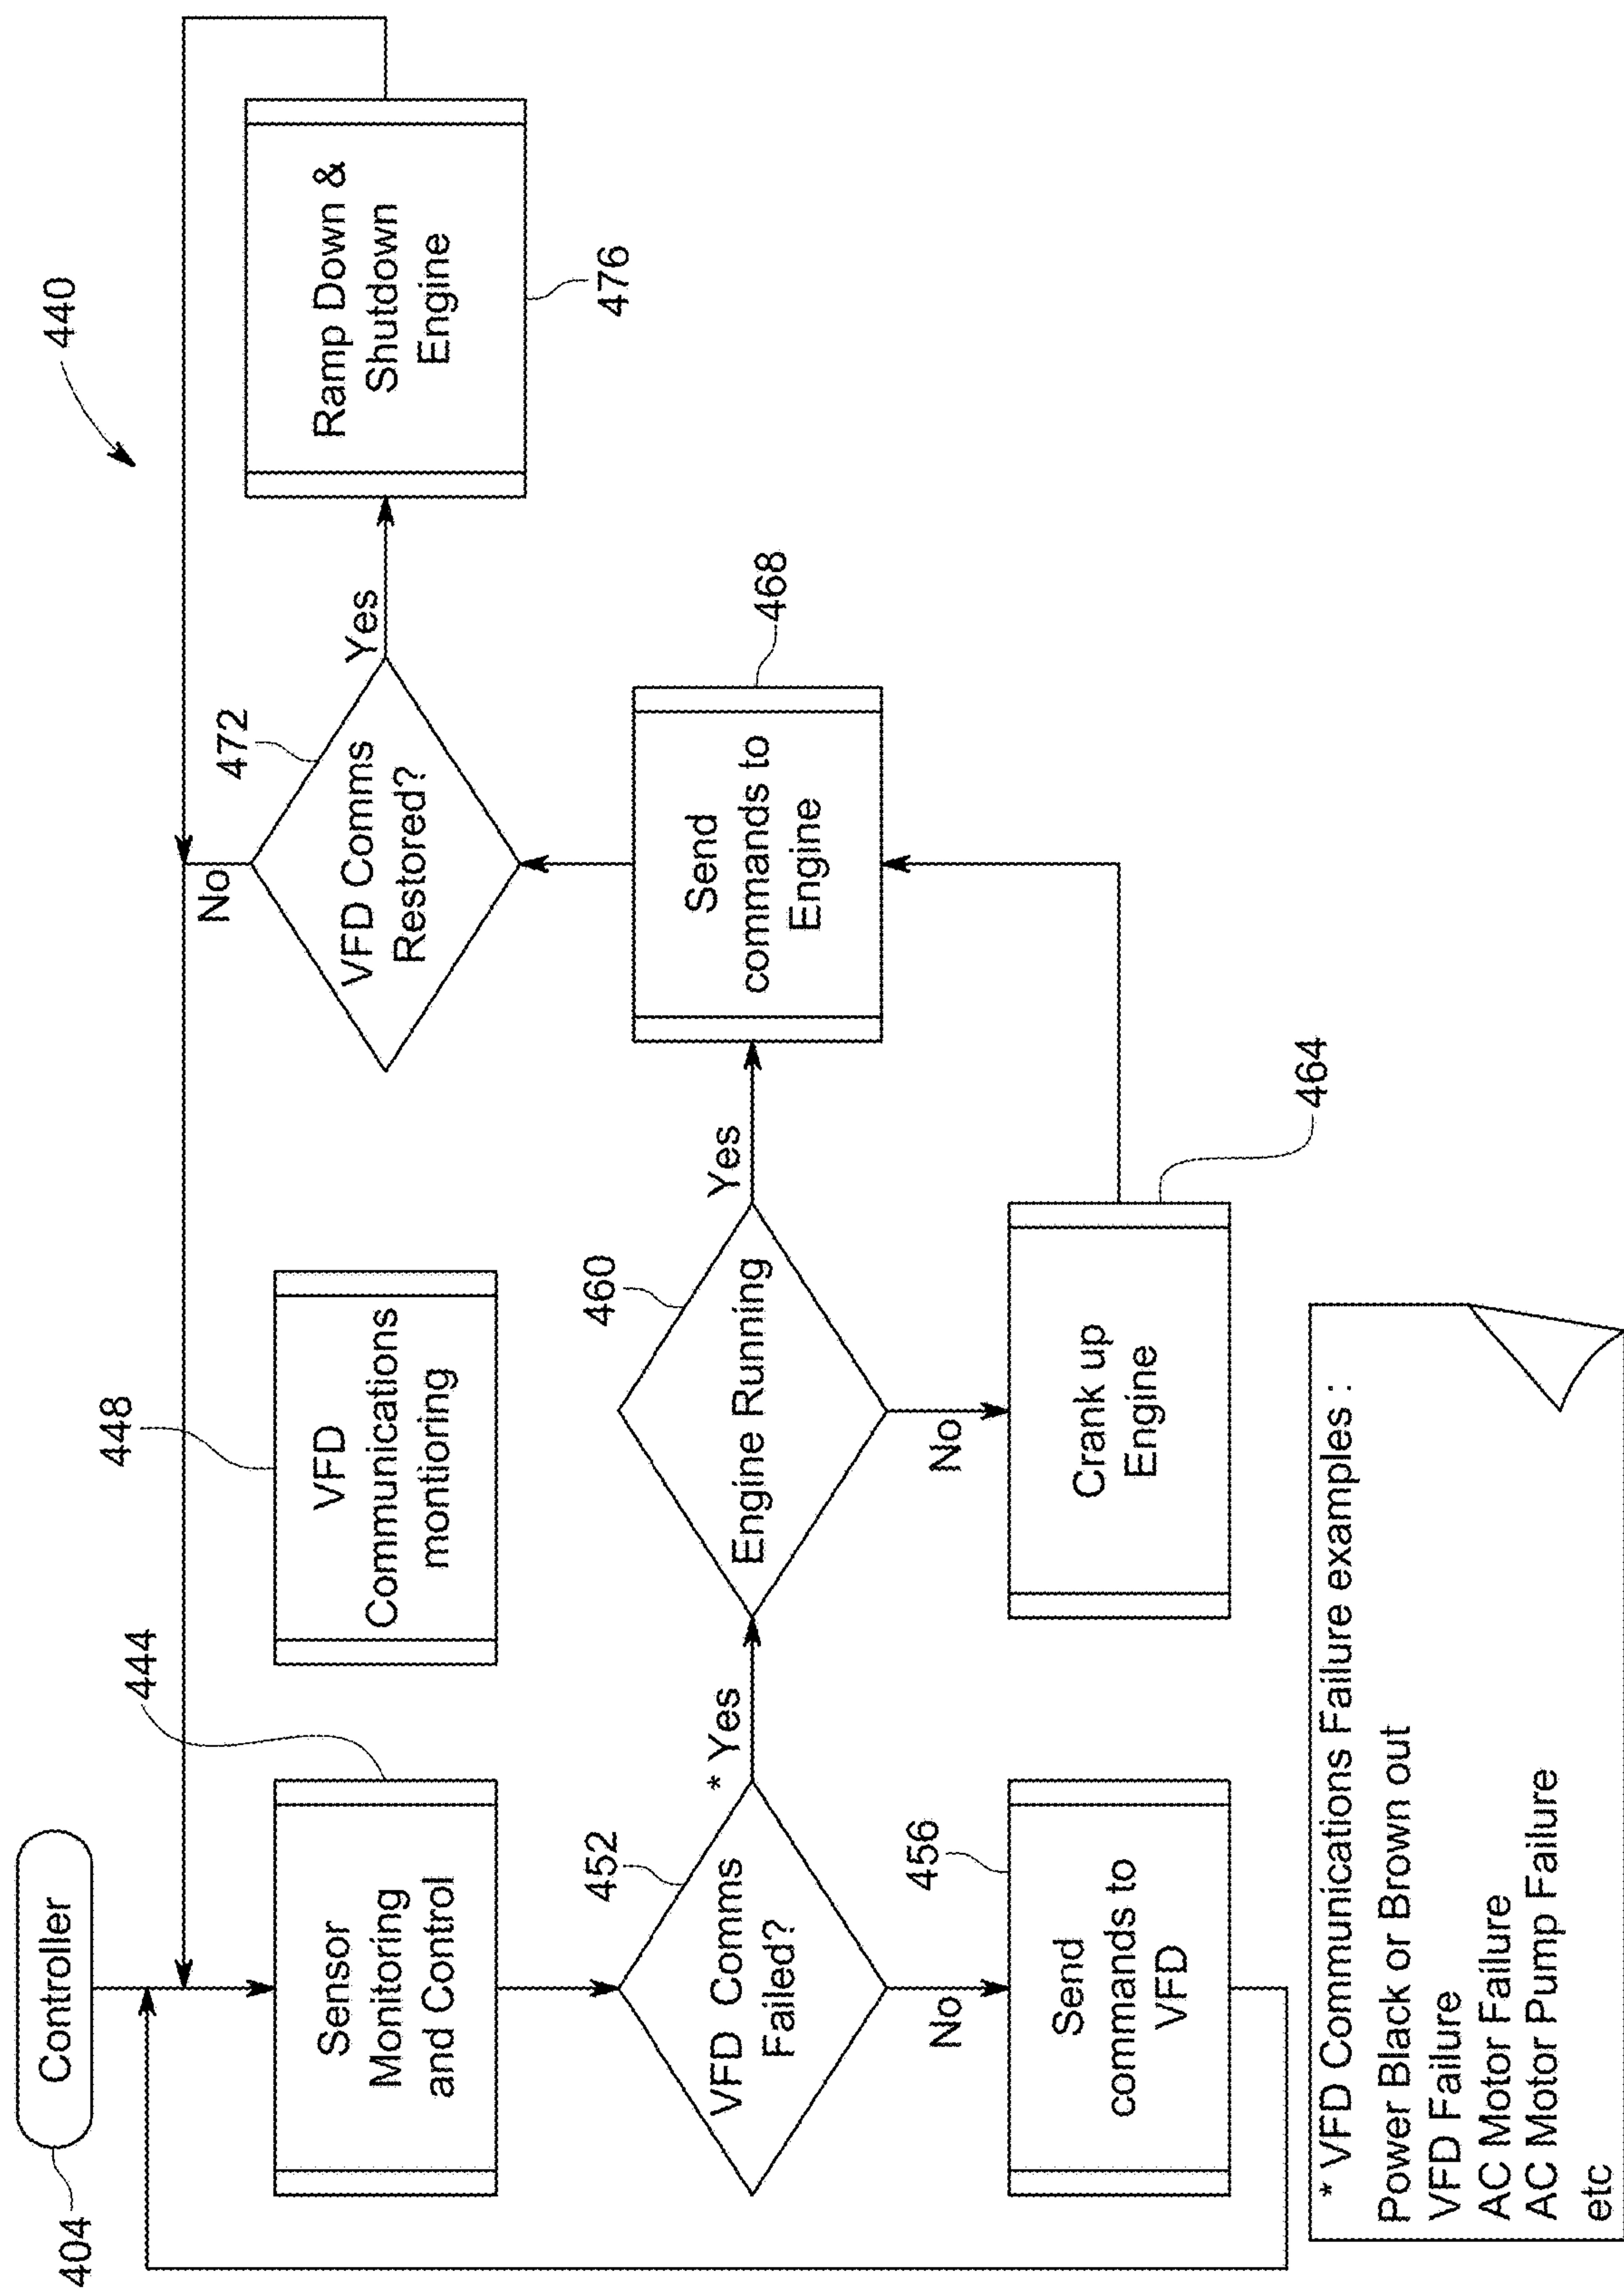 440
404
Controller
444
Sensor
Monitoring
and Control
448
VFD
Communications
montioring
452
VFD Comms
Failed?
* Yes
No
456
Send
commands to
VFD
460
Engine Running
Yes
No
464
Crank up
Engine
468
Send
commands to
Engine
472
VFD Comms
Restored?
No
Yes
476
Ramp Down &
Shutdown
Engine
* VFD Communications Failure examples :
Power Black or Brown out
VFD Failure
AC Motor Failure
AC Motor Pump Failure
etc